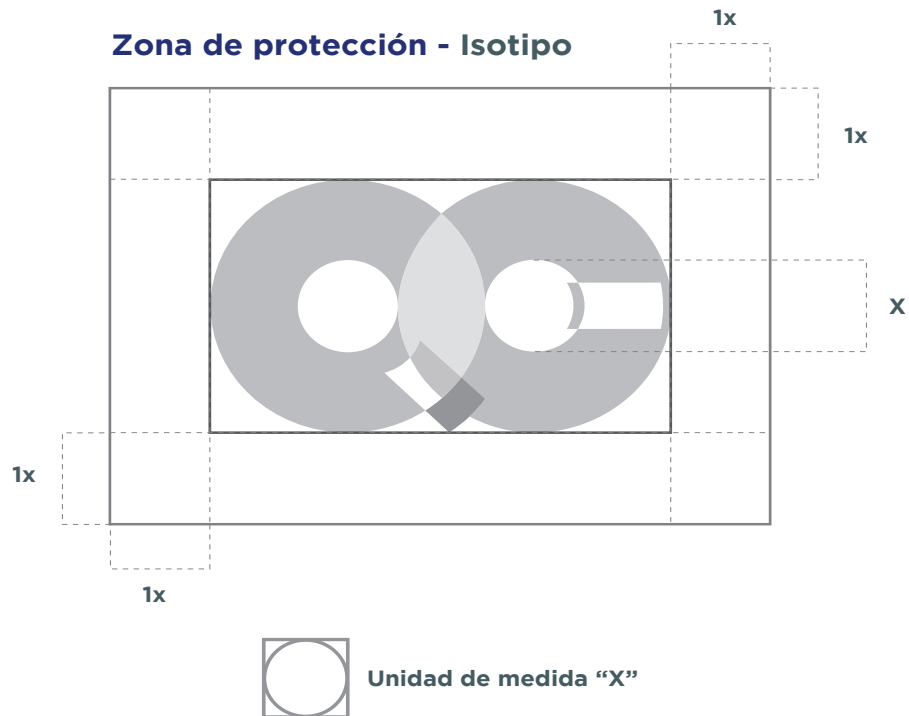 1x
Zona de protección - Isotipo
1x
X
1x
1x
Unidad de medida “X”